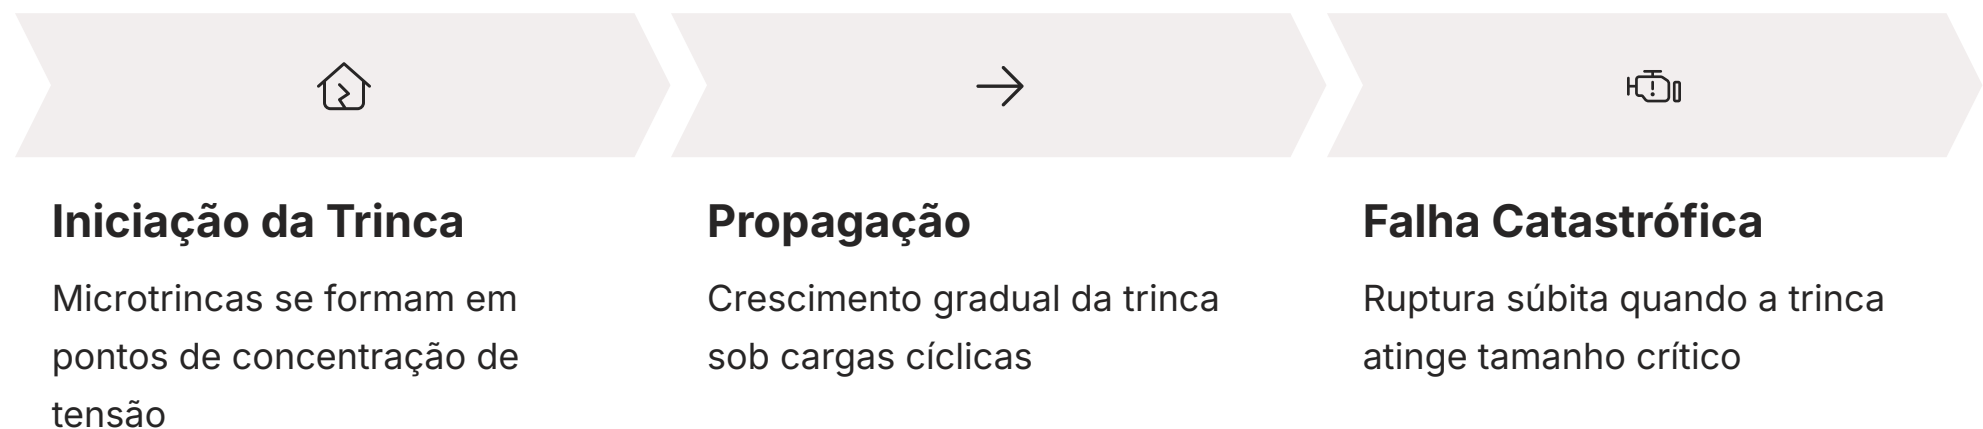 Iniciação da Trinca
Microtrincas se formam em
pontos de concentração de
tensão
Propagação
Crescimento gradual da trinca
sob cargas cíclicas
Falha Catastrófica
Ruptura súbita quando a trinca
atinge tamanho crítico